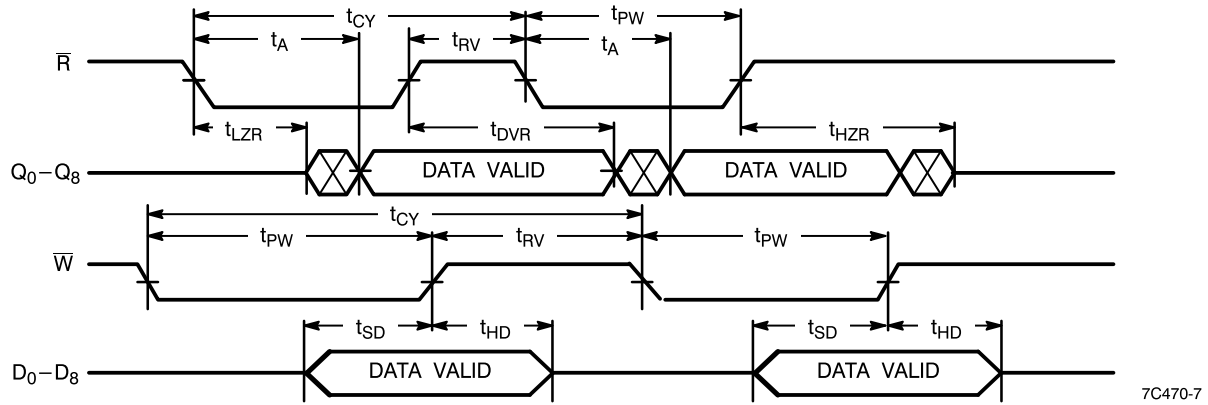 tCY tPW
tA tRV tA
R̅
tLZR tDVR tHZR
Q0−Q8 DATA VALID DATA VALID
tCY
tPW tRV tPW
W̅
tSD tHD tSD tHD
D0−D8 DATA VALID DATA VALID
7C470-7